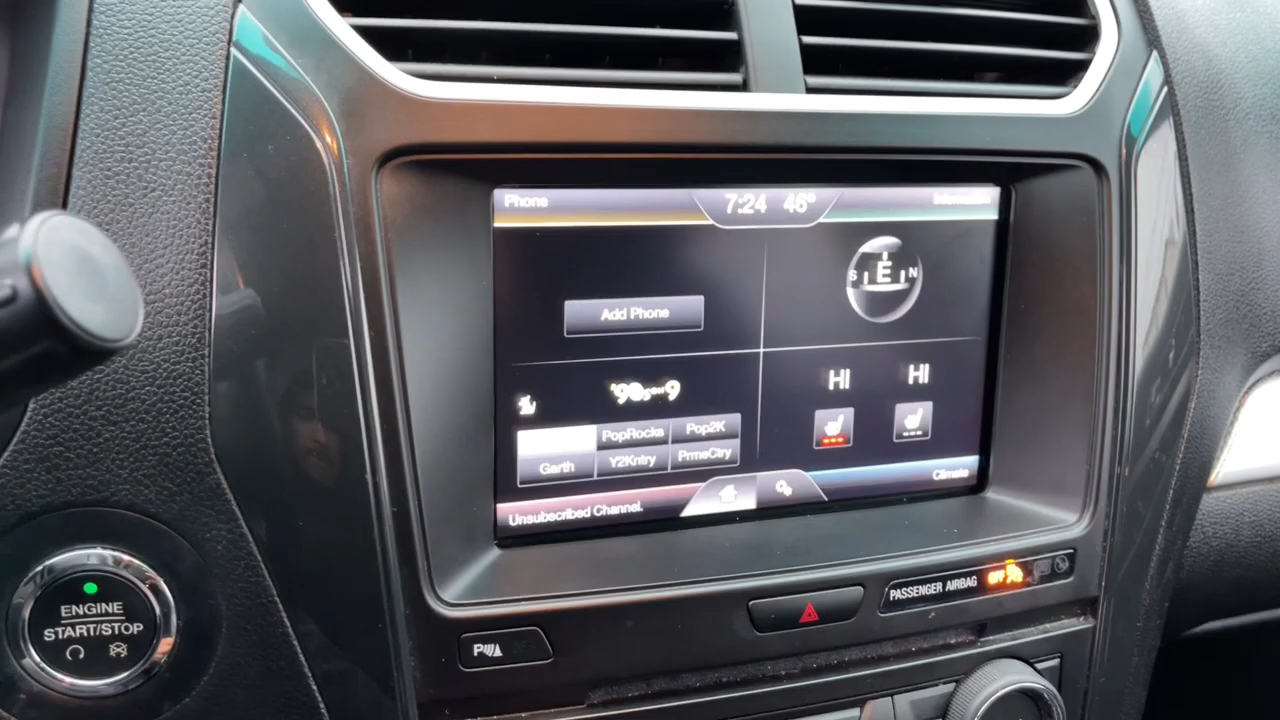 Phone
7:24 46°
Information
Add Phone
S E N
'90s on 9
PopRocks Pop2K
Garth Y2Kntry PrmeCtry
HI HI
Unsubscribed Channel.
Climate
PASSENGER AIRBAG OFF
P
ENGINE
START/STOP